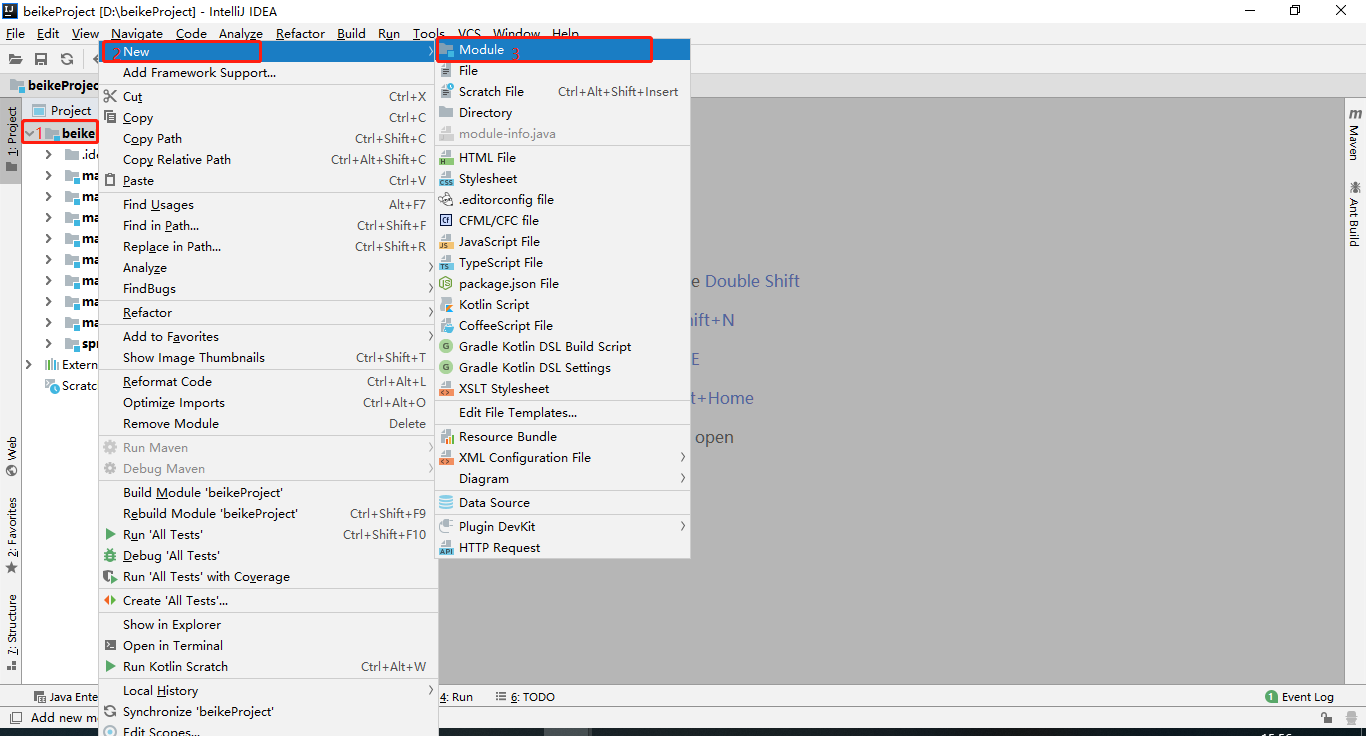 beikeProject [D:\beikeProject] - IntelliJ IDEA
File Edit View Navigate Code Analyze Refactor Build Run Tools VCS Window Help
beikeProjec
Project
1 beike
.ide
ma
ma
ma
ma
ma
ma
ma
ma
spr
Extern
Scratc
1: Project
Web
2: Favorites
7: Structure
2 New
Add Framework Support...
Cut Ctrl+X
Copy Ctrl+C
Copy Path Ctrl+Shift+C
Copy Relative Path Ctrl+Alt+Shift+C
Paste Ctrl+V
Find Usages Alt+F7
Find in Path... Ctrl+Shift+F
Replace in Path... Ctrl+Shift+R
Analyze
FindBugs
Refactor
Add to Favorites
Show Image Thumbnails Ctrl+Shift+T
Reformat Code Ctrl+Alt+L
Optimize Imports Ctrl+Alt+O
Remove Module Delete
Run Maven
Debug Maven
Build Module 'beikeProject'
Rebuild Module 'beikeProject' Ctrl+Shift+F9
Run 'All Tests' Ctrl+Shift+F10
Debug 'All Tests'
Run 'All Tests' with Coverage
Create 'All Tests'...
Show in Explorer
Open in Terminal
Run Kotlin Scratch Ctrl+Alt+W
Local History
Synchronize 'beikeProject'
Edit Scopes...
Module 3
File
Scratch File Ctrl+Alt+Shift+Insert
Directory
module-info.java
HTML File
Stylesheet
.editorconfig file
CFML/CFC file
JavaScript File
TypeScript File
package.json File
Kotlin Script
CoffeeScript File
Gradle Kotlin DSL Build Script
Gradle Kotlin DSL Settings
XSLT Stylesheet
Edit File Templates...
Resource Bundle
XML Configuration File
Diagram
Data Source
Plugin DevKit
HTTP Request
e Double Shift
ift+N
E
t+Home
open
Maven
Ant Build
Java Ente
4: Run 6: TODO
1 Event Log
Add new m